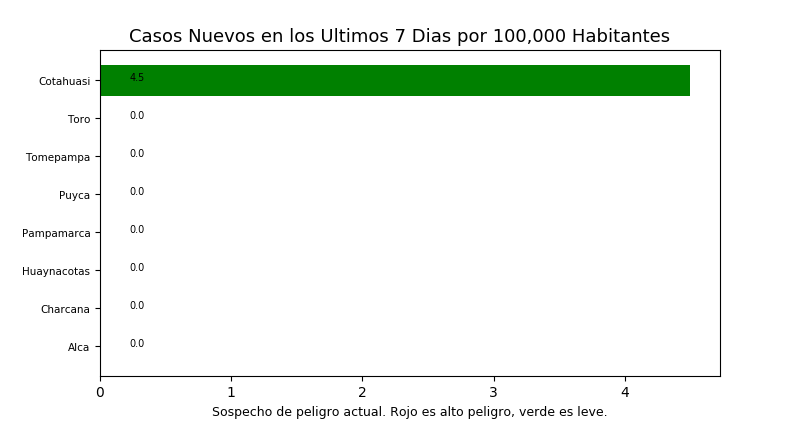 Casos Nuevos en los Ultimos 7 Dias por 100,000 Habitantes
Cotahuasi 4.5
Toro 0.0
Tomepampa 0.0
Puyca 0.0
Pampamarca 0.0
Huaynacotas 0.0
Charcana 0.0
Alca 0.0
0 1 2 3 4
Sospecho de peligro actual. Rojo es alto peligro, verde es leve.